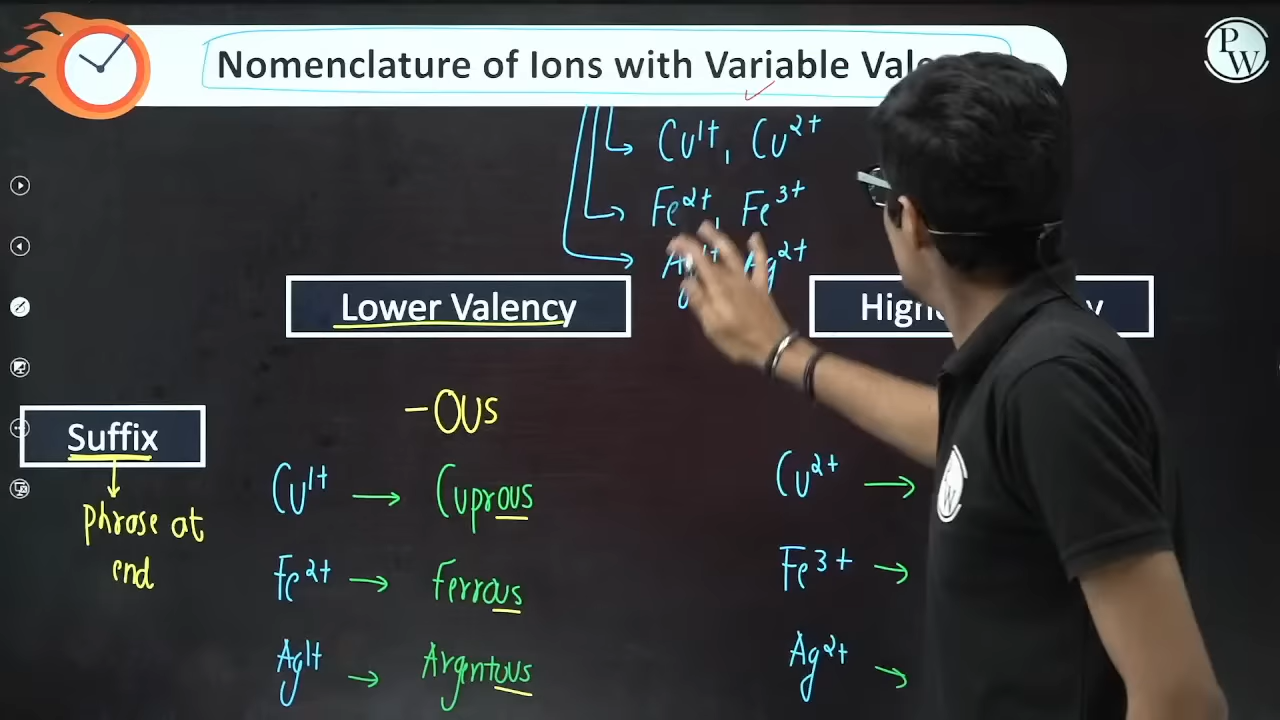 Nomenclature of Ions with Variable
PW
Cu¹⁺, Cu²⁺
Fe²⁺, Fe³⁺
Ag²⁺
Lower Valency
Suffix
phrase at
end
-OUS
Cu¹⁺ → Cuprous
Fe²⁺ → Ferrous
Ag¹⁺ → Argentous
Cu²⁺ →
Fe³⁺ →
Ag²⁺ →
W